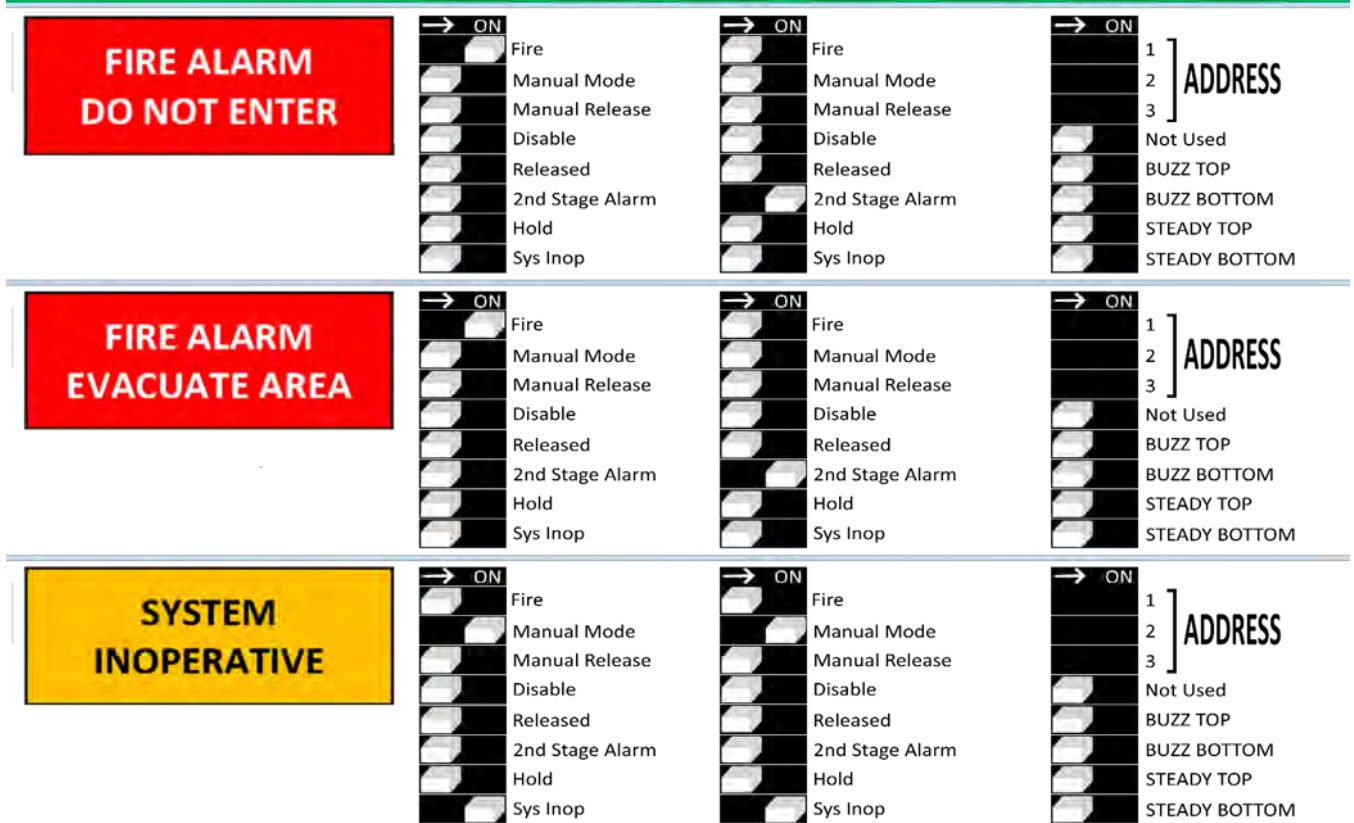 FIRE ALARM
DO NOT ENTER
→ ON
Fire
Manual Mode
Manual Release
Disable
Released
2nd Stage Alarm
Hold
Sys Inop
→ ON
Fire
Manual Mode
Manual Release
Disable
Released
2nd Stage Alarm
Hold
Sys Inop
→ ON
1
2
3
ADDRESS
Not Used
BUZZ TOP
BUZZ BOTTOM
STEADY TOP
STEADY BOTTOM
FIRE ALARM
EVACUATE AREA
→ ON
Fire
Manual Mode
Manual Release
Disable
Released
2nd Stage Alarm
Hold
Sys Inop
→ ON
Fire
Manual Mode
Manual Release
Disable
Released
2nd Stage Alarm
Hold
Sys Inop
→ ON
1
2
3
ADDRESS
Not Used
BUZZ TOP
BUZZ BOTTOM
STEADY TOP
STEADY BOTTOM
SYSTEM
INOPERATIVE
→ ON
Fire
Manual Mode
Manual Release
Disable
Released
2nd Stage Alarm
Hold
Sys Inop
→ ON
Fire
Manual Mode
Manual Release
Disable
Released
2nd Stage Alarm
Hold
Sys Inop
→ ON
1
2
3
ADDRESS
Not Used
BUZZ TOP
BUZZ BOTTOM
STEADY TOP
STEADY BOTTOM